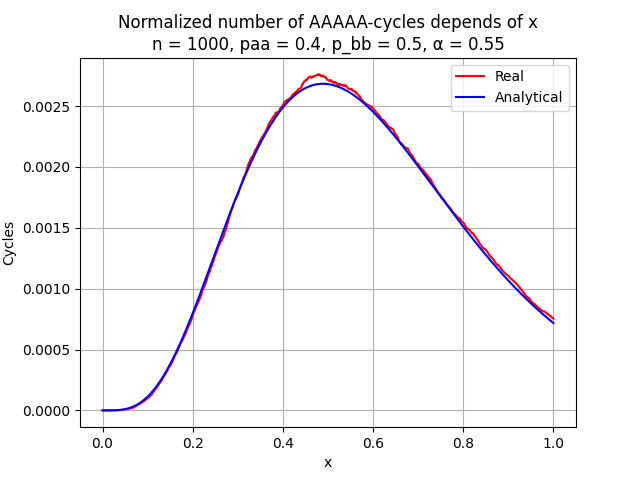 Normalized number of AAAAA-cycles depends of x
n = 1000, paa = 0.4, p_bb = 0.5, α = 0.55
Real
Analytical
Cycles
0.0025
0.0020
0.0015
0.0010
0.0005
0.0000
0.0 0.2 0.4 0.6 0.8 1.0
x